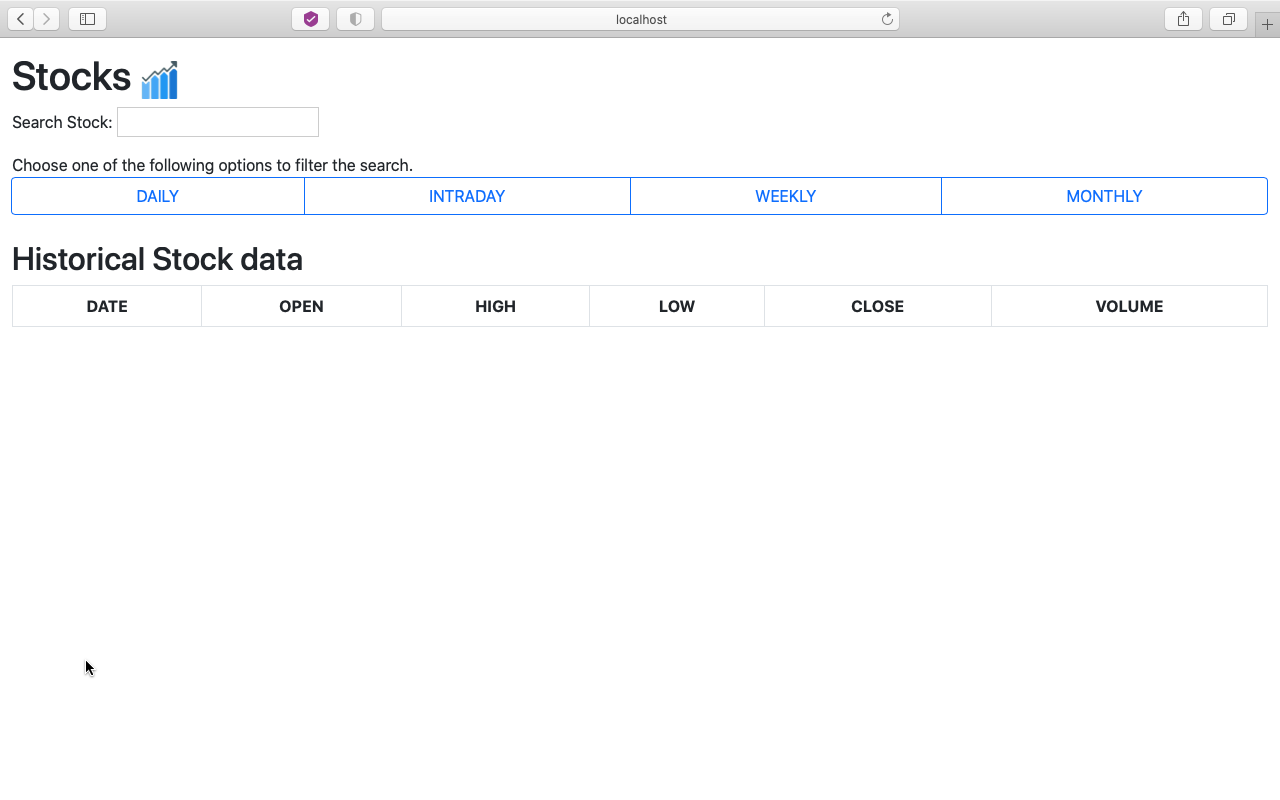 localhost
Stocks
Search Stock:
Choose one of the following options to filter the search.
DAILY INTRADAY WEEKLY MONTHLY
Historical Stock data
DATE OPEN HIGH LOW CLOSE VOLUME